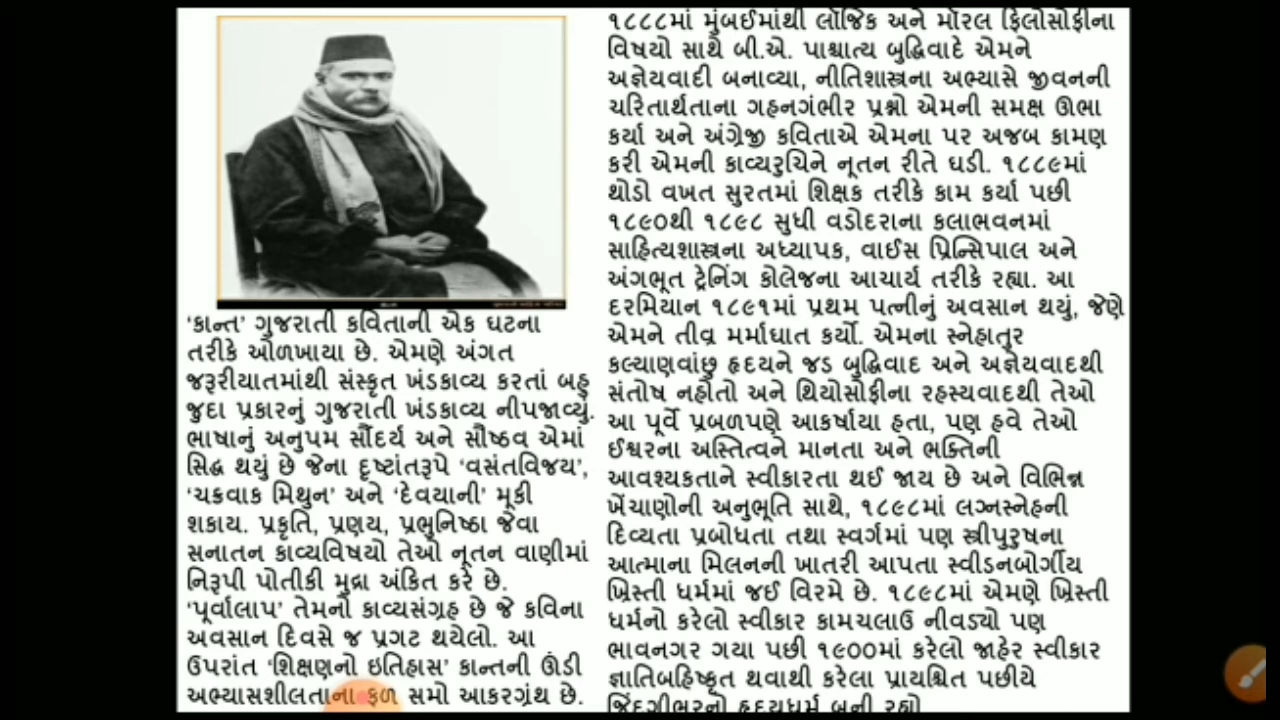 ‘કાન્ત’ ગુજરાતી કવિતાની એક ઘટના
તરીકે ઓળખાયા છે. એમણે અંગત
જરૂરીયાતમાંથી સંસ્કૃત ખંડકાવ્ય કરતાં બહુ
જુદા પ્રકારનું ગુજરાતી ખંડકાવ્ય નીપજાવ્યું.
ભાષાનું અનુપમ સૌંદર્ય અને સૌષ્ઠવ એમાં
સિદ્ધ થયું છે જેના દૃષ્ટાંતરૂપે ‘વસંતવિજય’,
‘ચક્રવાક મિથુન’ અને ‘દેવયાની’ મૂકી
શકાય. પ્રકૃતિ, પ્રણય, પ્રભુનિષ્ઠા જેવા
સનાતન કાવ્યવિષયો તેઓ નૂતન વાણીમાં
નિરૂપી પોતીકી મુદ્રા અંકિત કરે છે.
‘પૂર્વાલાપ’ તેમનો કાવ્યસંગ્રહ છે જે કવિના
અવસાન દિવસે જ પ્રગટ થયેલો. આ
ઉપરાંત ‘શિક્ષણનો ઇતિહાસ’ કાન્તની ઊંડી
અભ્યાસશીલતાનાં ફળ સમો આકરગ્રંથ છે.
૧૮૮૮માં મુંબઈમાંથી લૉજિક અને મૉરલ ફિલોસોફીના
વિષયો સાથે બી.એ. પાશ્ચાત્ય બુદ્ધિવાદે એમને
અજ્ઞેયવાદી બનાવ્યા, નીતિશાસ્ત્રના અભ્યાસે જીવનની
ચરિતાર્થતાના ગહનગંભીર પ્રશ્નો એમની સમક્ષ ઊભા
કર્યા અને અંગ્રેજી કવિતાએ એમના પર અજબ કામણ
કરી એમની કાવ્યરુચિને નૂતન રીતે ઘડી. ૧૮૮૯માં
થોડો વખત સુરતમાં શિક્ષક તરીકે કામ કર્યા પછી
૧૮૯૦થી ૧૮૯૮ સુધી વડોદરાના કલાભવનમાં
સાહિત્યશાસ્ત્રના અધ્યાપક, વાઈસ પ્રિન્સિપાલ અને
અંગભૂત ટ્રેનિંગ કોલેજના આચાર્ય તરીકે રહ્યા. આ
દરમિયાન ૧૮૯૧માં પ્રથમ પત્નીનું અવસાન થયું, જેણે
એમને તીવ્ર મર્માઘાત કર્યો. એમના સ્નેહાતુર
કલ્યાણવાંછુ હૃદયને જડ બુદ્ધિવાદ અને અજ્ઞેયવાદથી
સંતોષ નહોતો અને થિયોસોફીના રહસ્યવાદથી તેઓ
આ પૂર્વે પ્રબળપણે આકર્ષાયા હતા, પણ હવે તેઓ
ઈશ્વરના અસ્તિત્વને માનતા અને ભક્તિની
આવશ્યકતાને સ્વીકારતા થઈ જાય છે અને વિભિન્ન
ખેંચાણોની અનુભૂતિ સાથે, ૧૮૯૮માં લગ્નસ્નેહની
દિવ્યતા પ્રબોધતા તથા સ્વર્ગમાં પણ સ્ત્રીપુરુષના
આત્માના મિલનની ખાતરી આપતા સ્વીડનબોર્ગીય
ખ્રિસ્તી ધર્મમાં જઈ વિરમે છે. ૧૮૯૮માં એમણે ખ્રિસ્તી
ધર્મનો કરેલો સ્વીકાર કામચલાઉ નીવડ્યો પણ
ભાવનગર ગયા પછી ૧૯૦૦માં કરેલો જાહેર સ્વીકાર
જ્ઞાતિબહિષ્કૃત થવાથી કરેલા પ્રાયશ્ચિત પછીયે
જિંદગીભરનો હૃદયધર્મ બની રહ્યો